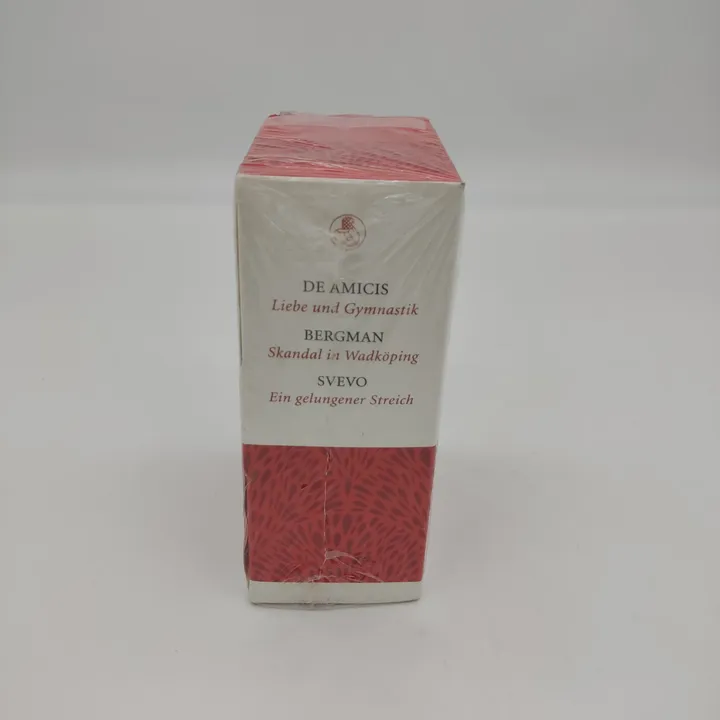 DE AMICIS
Liebe und Gymnastik
BERGMAN
Skandal in Wadköping
SVEVO
Ein gelungener Streich